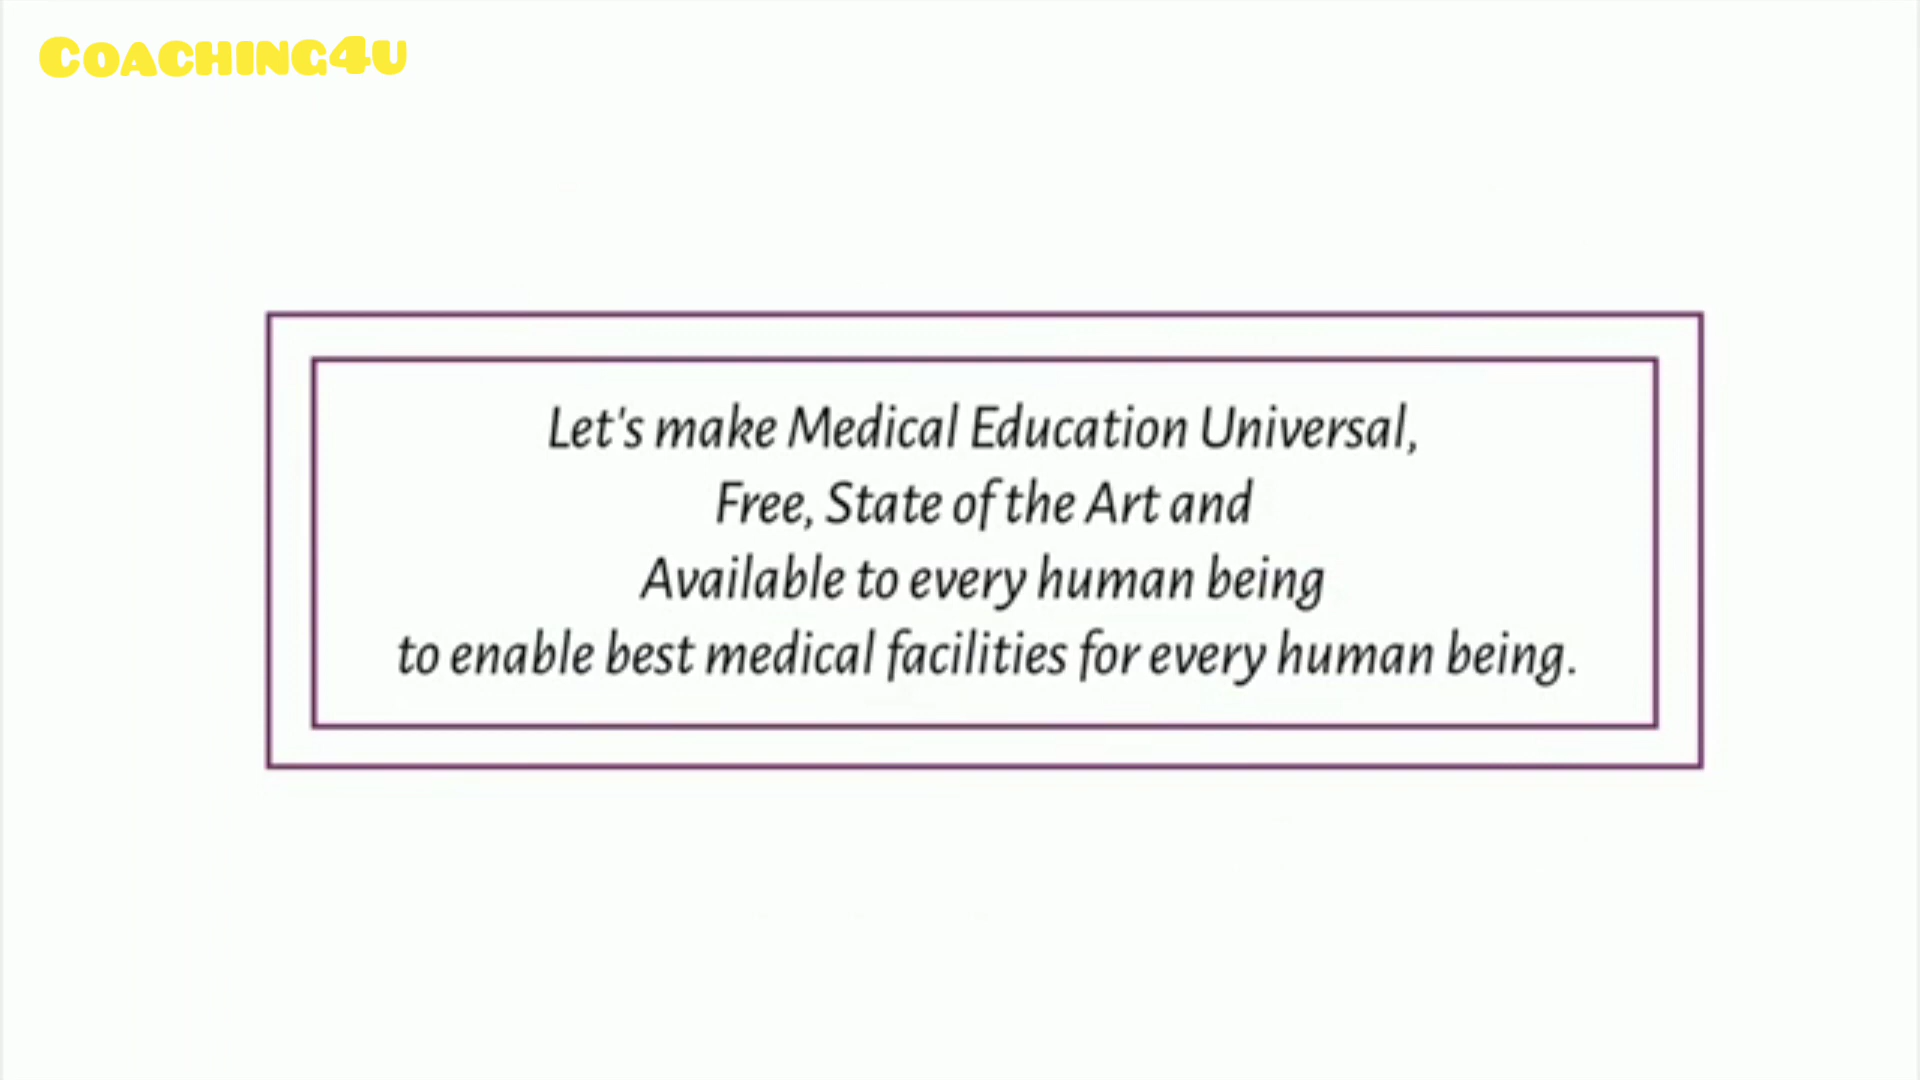 Coaching4u
Let's make Medical Education Universal,
Free, State of the Art and
Available to every human being
to enable best medical facilities for every human being.